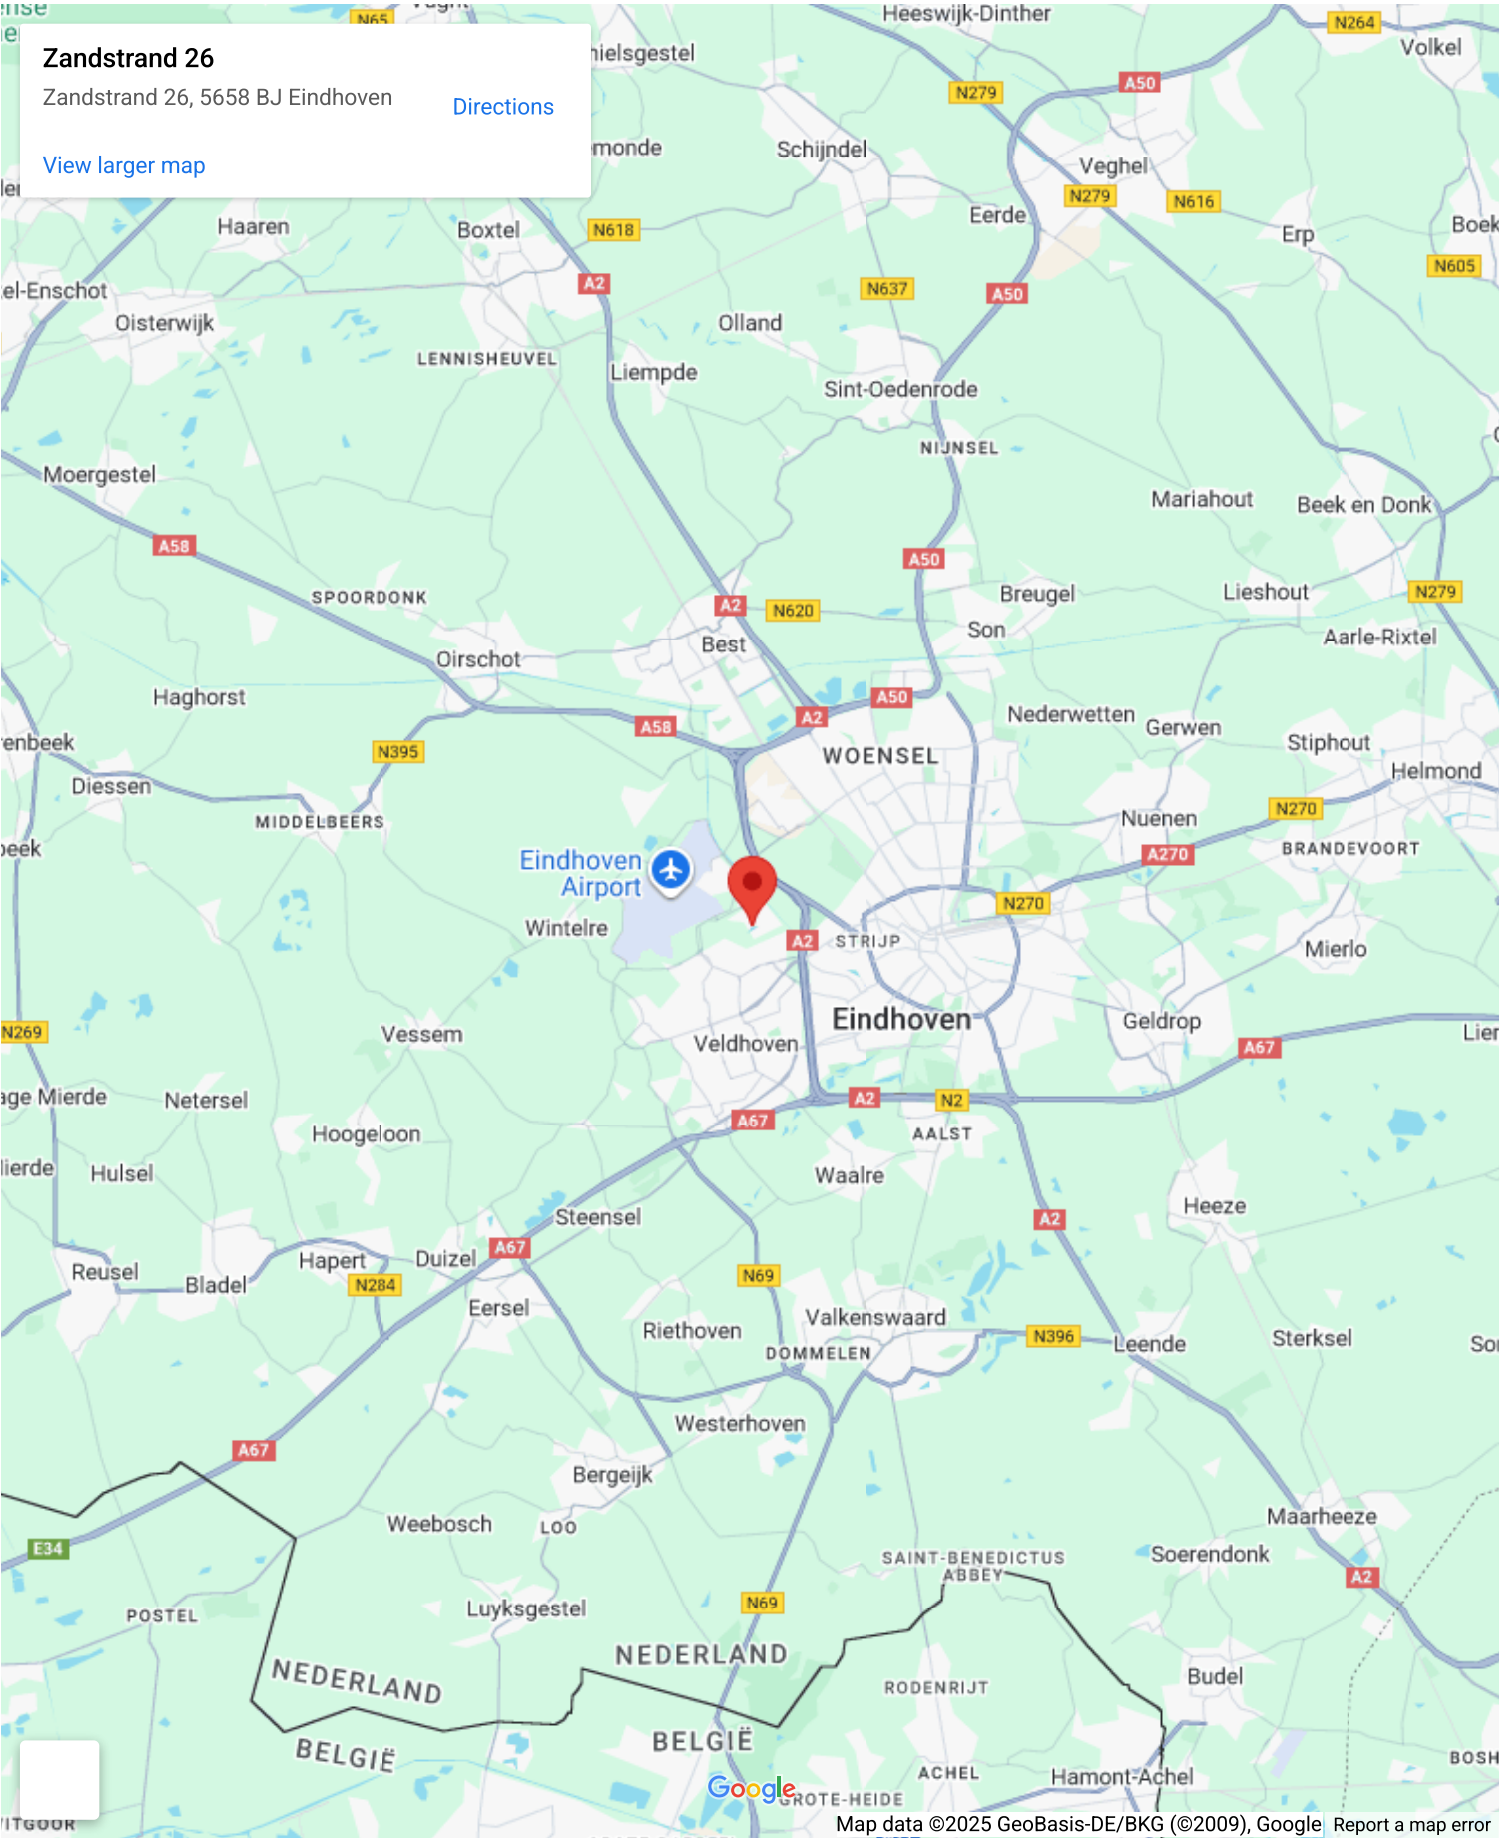 N65
Heeswijk-Dinther
N264
Volkel
Zandstrand 26
Zandstrand 26, 5658 BJ Eindhoven
Directions
View larger map
A50
N279
Schijndel
Veghel
N279
N616
Eerde
Erp
N605
Haaren
Boxtel
N618
A2
N637
A50
Oisterwijk
Olland
LENNISHEUVEL
Liempde
Sint-Oedenrode
NIJNSEL
Moergestel
Mariahout
Beek en Donk
A58
A50
SPOORDONK
A2
N620
Breugel
Lieshout
N279
Son
Aarle-Rixtel
Best
Oirschot
Haghorst
A50
A58
A2
Nederwetten
Gerwen
N395
WOENSEL
Stiphout
Helmond
Diessen
MIDDELBEERS
Nuenen
N270
BRANDEVOORT
A270
Eindhoven
Airport
N270
Wintelre
A2
STRIJP
Mierlo
N269
Vessem
Veldhoven
Eindhoven
Geldrop
A67
Netersel
A2
N2
Hoogeloon
A67
AALST
Hulsel
Waalre
Heeze
Steensel
A2
A67
Reusel
Bladel
Hapert
Duizel
N284
N69
Eersel
Riethoven
Valkenswaard
DOMMELEN
N396
Leende
Sterksel
Westerhoven
A67
Bergeijk
Weebosch
LOO
Maarheeze
E34
SAINT-BENEDICTUS
ABBEY
Soerendonk
A2
POSTEL
Luyksgestel
N69
NEDERLAND
NEDERLAND
RODENRIJT
Budel
BELGIË
BELGIË
ACHEL
Hamont-Achel
Google
GROTE-HEIDE
Map data ©2025 GeoBasis-DE/BKG (©2009), Google
Report a map error